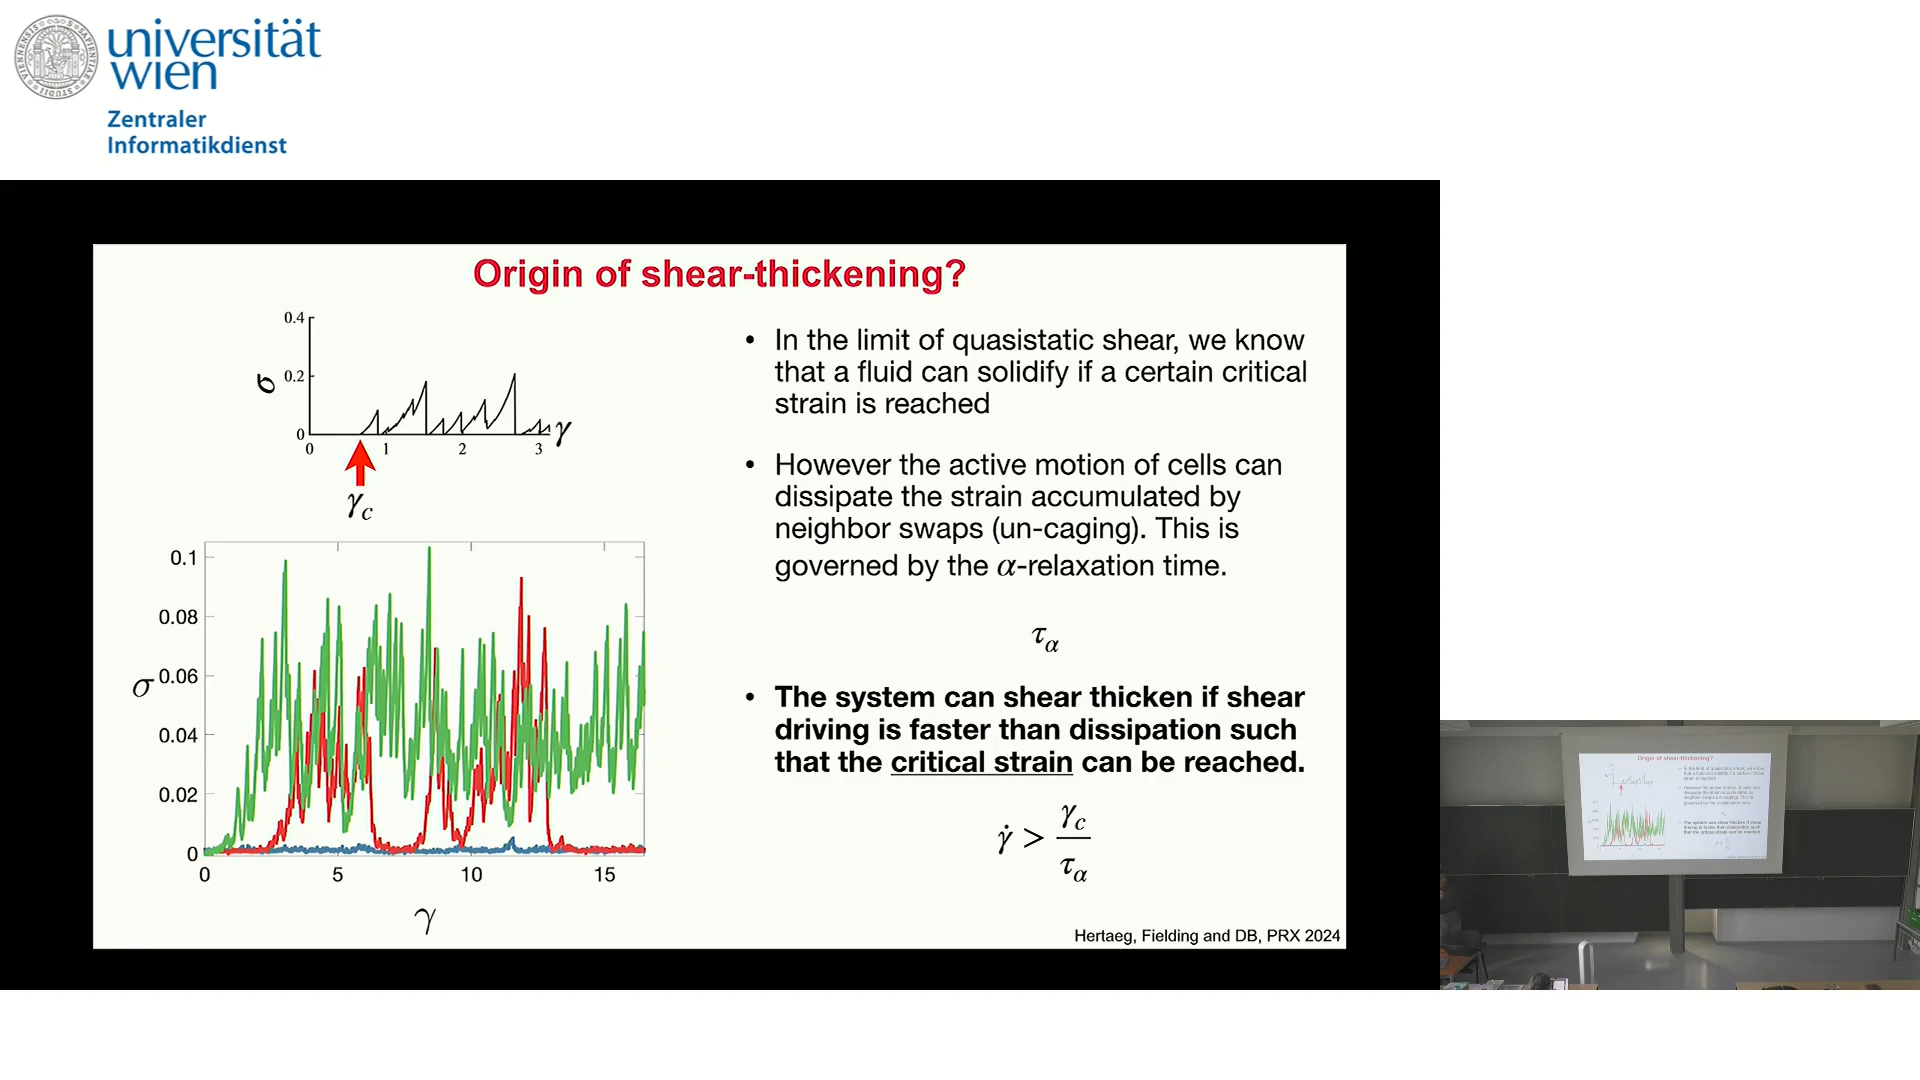 universität
wien
Zentraler
Informatikdienst
Origin of shear-thickening?
0.4
0.2
0
σ
0 1 2 3
γ
γc
0.1
0.08
0.06
0.04
0.02
0
σ
0 5 10 15
γ
• In the limit of quasistatic shear, we know
that a fluid can solidify if a certain critical
strain is reached
• However the active motion of cells can
dissipate the strain accumulated by
neighbor swaps (un-caging). This is
governed by the α-relaxation time.
τα
• The system can shear thicken if shear
driving is faster than dissipation such
that the critical strain can be reached.
γ̇ > γc / τα
Hertaeg, Fielding and DB, PRX 2024
Origin of shear-thickening?